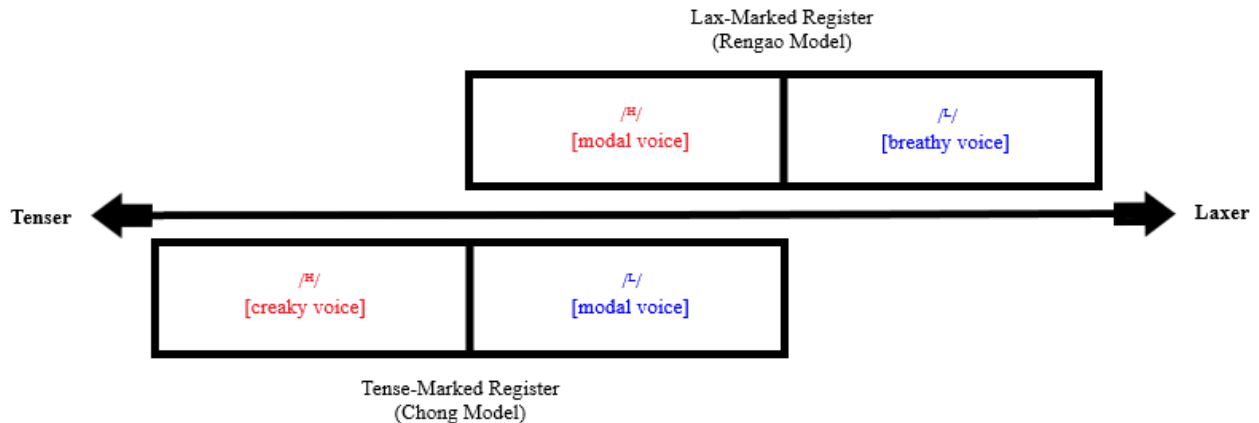 Lax-Marked Register
(Rengao Model)
/ᴴ/
[modal voice]
/ᴸ/
[breathy voice]
Tenser
Laxer
/ᴴ/
[creaky voice]
/ᴸ/
[modal voice]
Tense-Marked Register
(Chong Model)